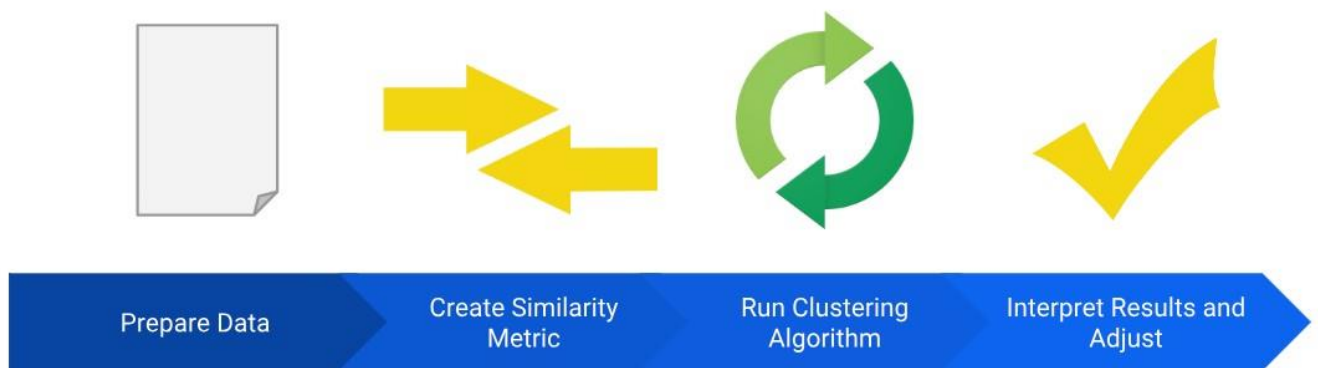 Prepare Data
Create Similarity
Metric
Run Clustering
Algorithm
Interpret Results and
Adjust